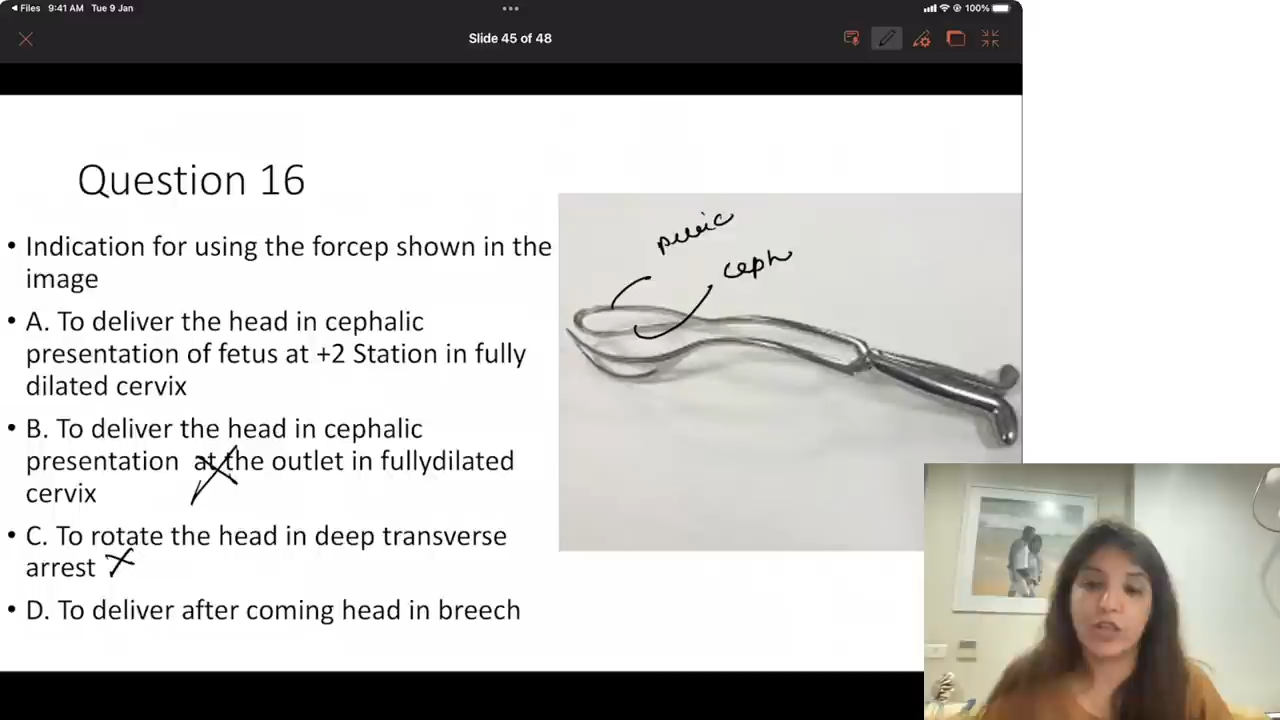 Files 9:41 AM Tue 9 Jan
100%
Slide 45 of 48
Question 16
• Indication for using the forcep shown in the
image
• A. To deliver the head in cephalic
presentation of fetus at +2 Station in fully
dilated cervix
• B. To deliver the head in cephalic
presentation at the outlet in fullydilated
cervix
• C. To rotate the head in deep transverse
arrest
• D. To deliver after coming head in breech
pelvic
ceph